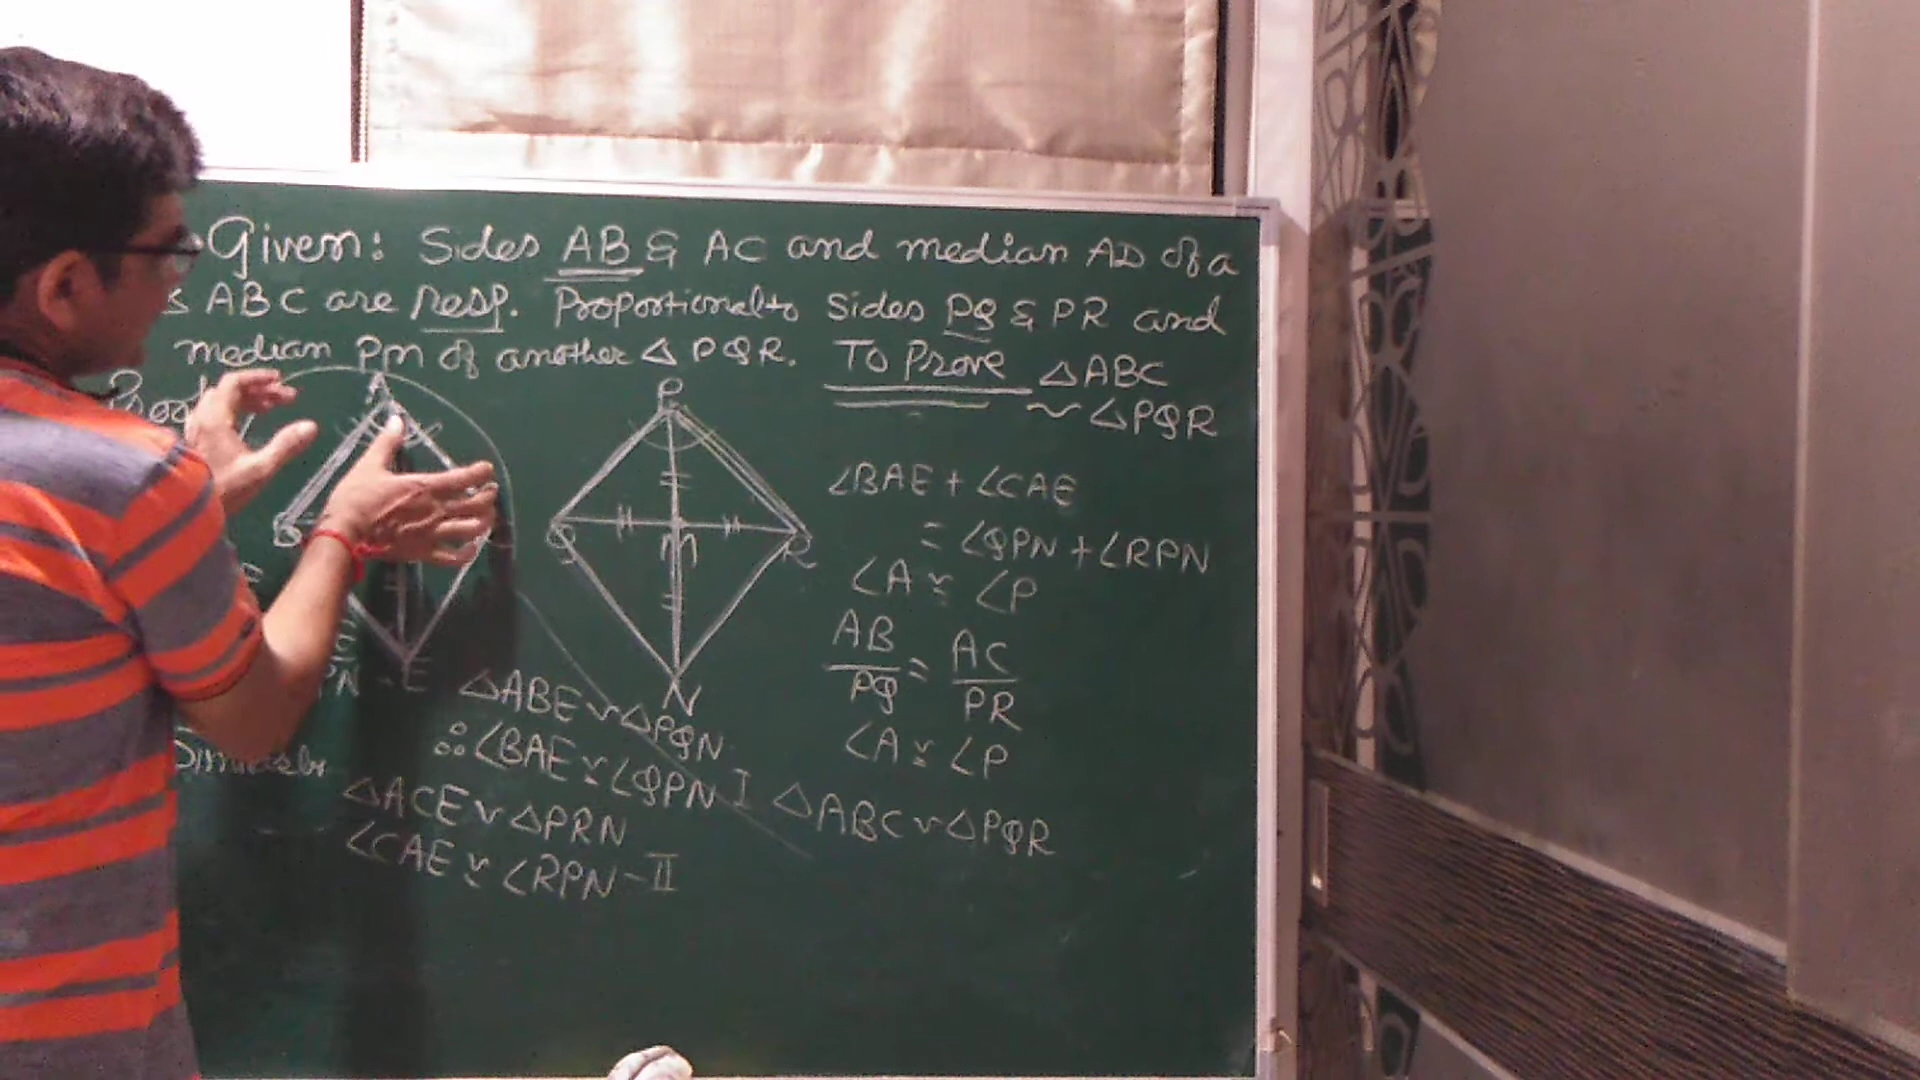 Given: Sides AB & AC and median AD of a
ABC are resp. Proportional to Sides PQ & PR and
median PM of another △ PQR. To Prove △ABC
~ △PQR
A
B
E
P
Q
M
R
N
PN
△ABE ~ △PQN
∴ ∠BAE ≅ ∠QPN I
Similarly
△ACE ~ △PRN
∠CAE ≅ ∠RPN - II
∠BAE + ∠CAE
= ∠QPN + ∠RPN
∠A ≅ ∠P
AB/PQ = AC/PR
∠A ≅ ∠P
△ABC ~ △PQR